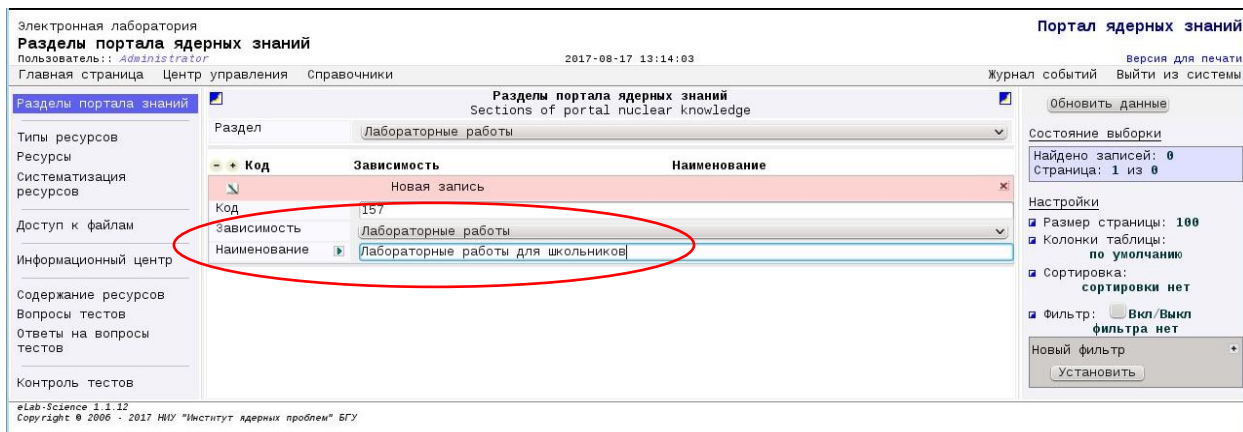 Электронная лаборатория
Портал ядерных знаний
Разделы портала ядерных знаний
Пользователь:: Administrator
2017-08-17 13:14:03
Версия для печати
Главная страница Центр управления Справочники
Журнал событий Выйти из системы
Разделы портала знаний
Типы ресурсов
Ресурсы
Систематизация
ресурсов
Доступ к файлам
Информационный центр
Содержание ресурсов
Вопросы тестов
Ответы на вопросы
тестов
Контроль тестов
Разделы портала ядерных знаний
Sections of portal nuclear knowledge
Раздел Лабораторные работы
- + Код Зависимость Наименование
Новая запись
Код 157
Зависимость Лабораторные работы
Наименование Лабораторные работы для школьников
Обновить данные
Состояние выборки
Найдено записей: 0
Страница: 1 из 0
Настройки
Размер страницы: 100
Колонки таблицы:
по умолчанию
Сортировка:
сортировки нет
Фильтр: Вкл/Выкл
фильтра нет
Новый фильтр +
Установить
eLab-Science 1.1.12
Copyright © 2006 - 2017 НИУ "Институт ядерных проблем" БГУ